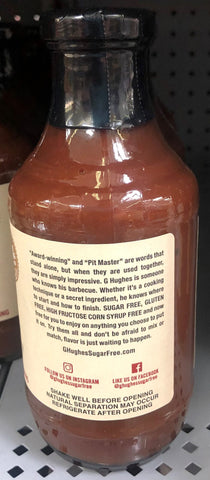 "Award-winning" and "Pit Master" are words that
stand alone, but when they are used together,
they are simply impressive. G Hughes is someone
who knows his barbecue. Whether it's a cooking
technique or a secret ingredient, he knows where
to start and how to finish. SUGAR FREE, GLUTEN
FREE, HIGH FRUCTOSE CORN SYRUP FREE and now
free for you to enjoy on anything you choose to put
it on. Try them all and don't be afraid to mix or
match, flavor is just waiting to happen.
GHughesSugarFree.com
FOLLOW US ON INSTAGRAM
@ghughessugarfree
LIKE US ON FACEBOOK
@ghughessugarfree
SHAKE WELL BEFORE OPENING
NATURAL SEPARATION MAY OCCUR
REFRIGERATE AFTER OPENING